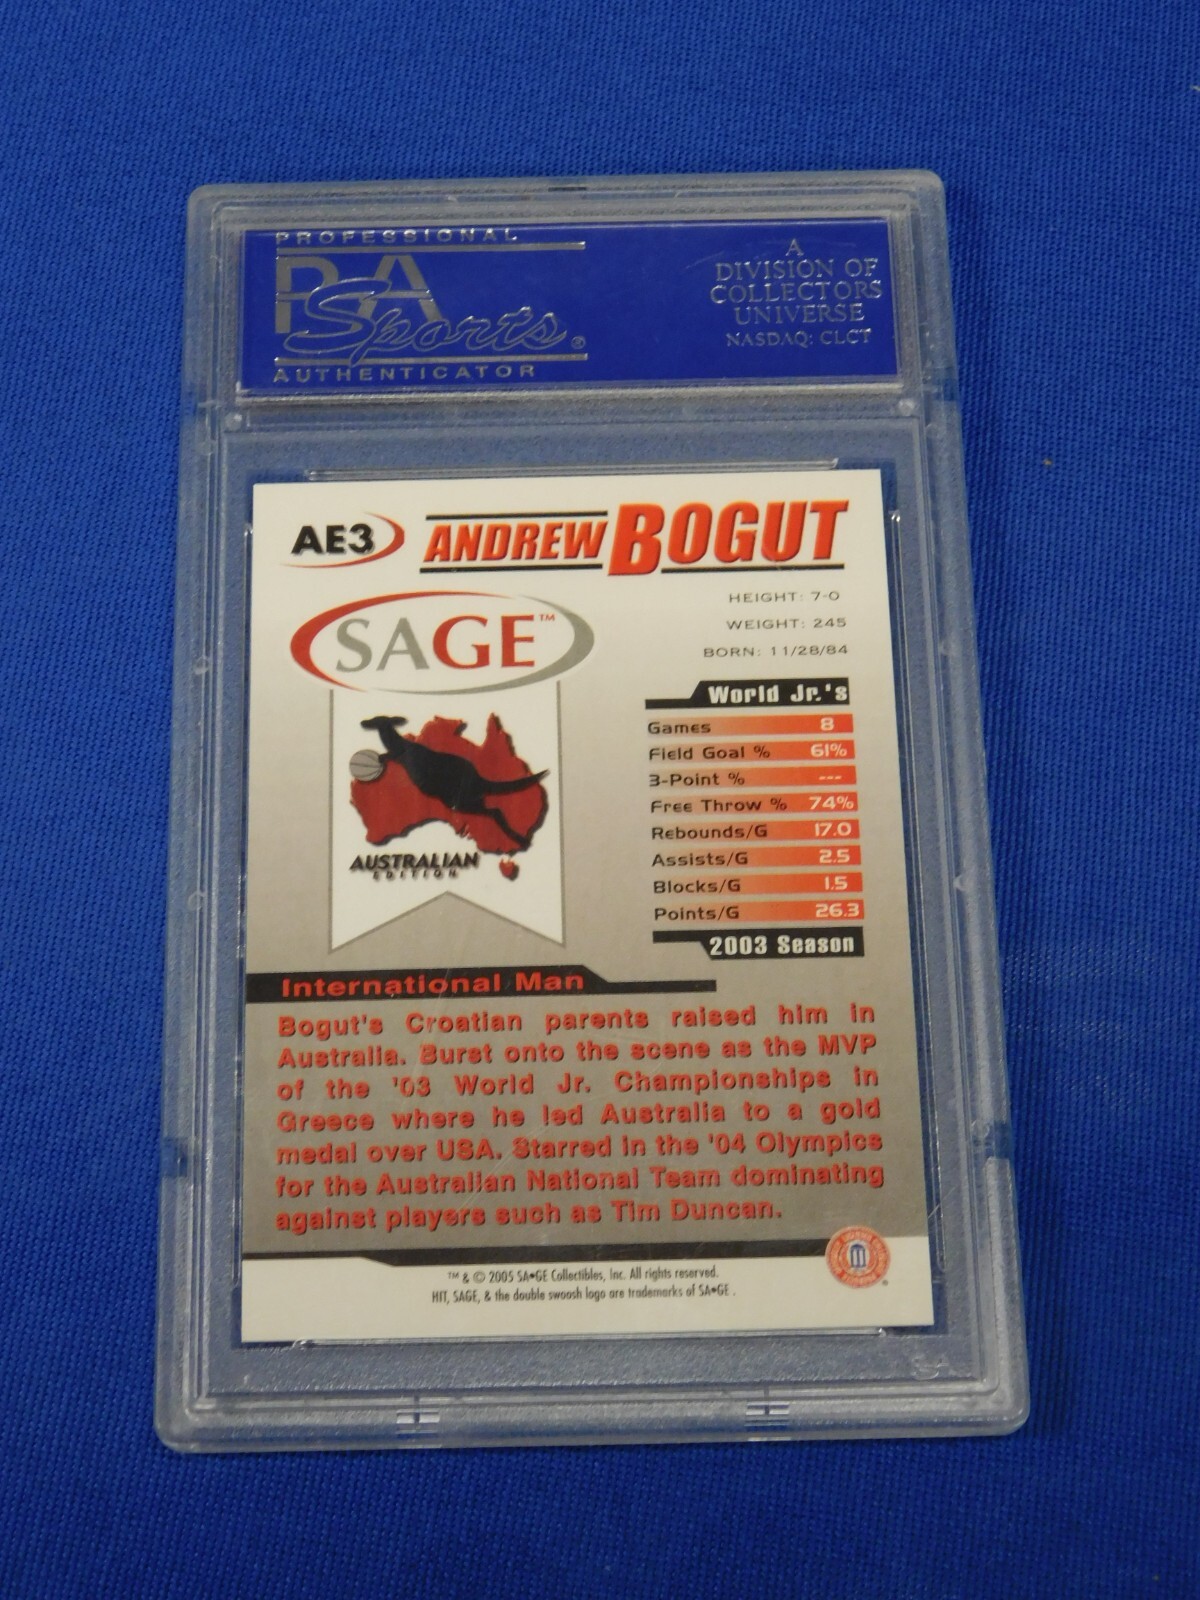 PROFESSIONAL
PSA
Sports®
AUTHENTICATOR
A
DIVISION OF
COLLECTORS
UNIVERSE
NASDAQ: CLCT
AE3
ANDREW BOGUT
SAGE™
HEIGHT: 7-0
WEIGHT: 245
BORN: 11/28/84
AUSTRALIAN
EDITION
World Jr.'s
Games 8
Field Goal % 61%
3-Point % ---
Free Throw % 74%
Rebounds/G 17.0
Assists/G 2.5
Blocks/G 1.5
Points/G 26.3
2003 Season
International Man
Bogut's Croatian parents raised him in
Australia. Burst onto the scene as the MVP
of the '03 World Jr. Championships in
Greece where he led Australia to a gold
medal over USA. Starred in the '04 Olympics
for the Australian National Team dominating
against players such as Tim Duncan.
™ & © 2005 SA•GE Collectibles, Inc. All rights reserved.
HIT, SAGE, & the double swoosh logo are trademarks of SA•GE .